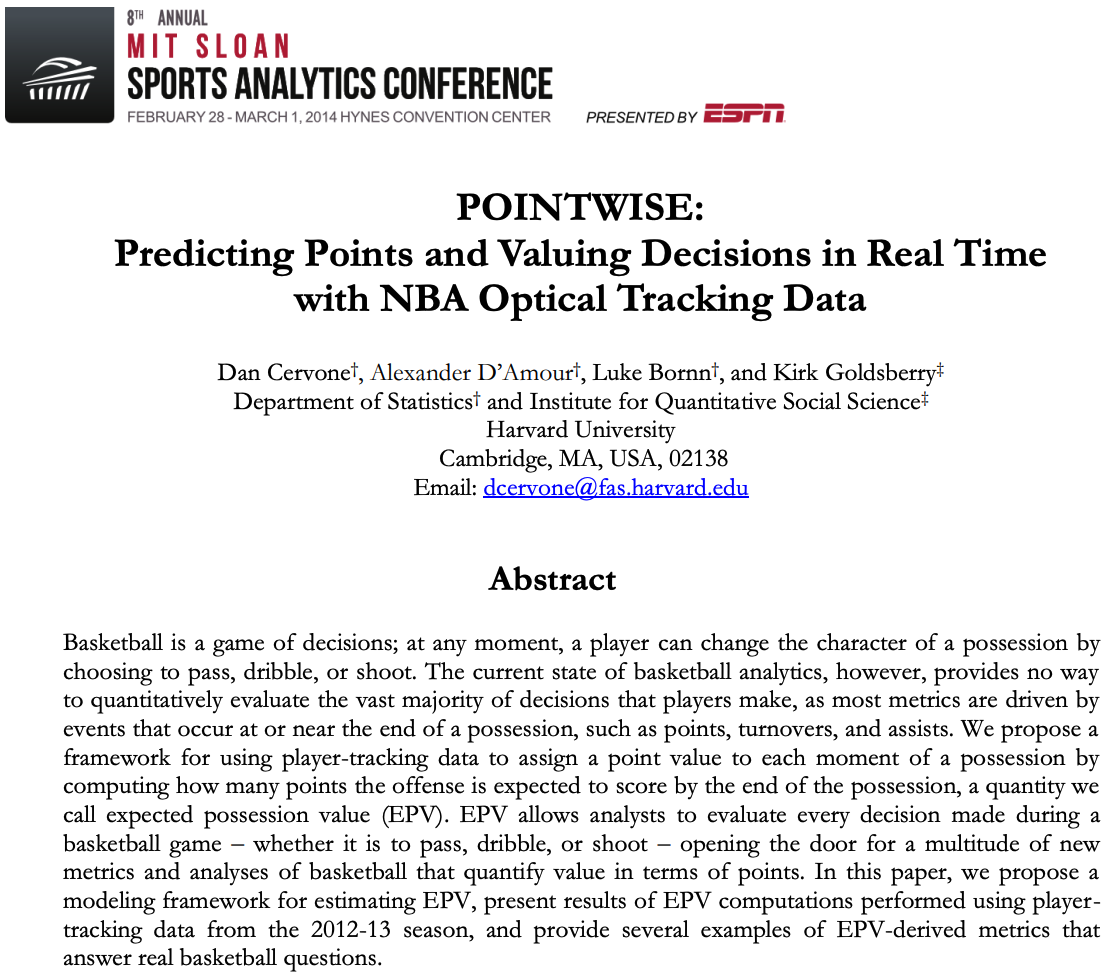 8TH ANNUAL
MIT SLOAN
SPORTS ANALYTICS CONFERENCE
FEBRUARY 28 - MARCH 1, 2014 HYNES CONVENTION CENTER PRESENTED BY ESPN
POINTWISE:
Predicting Points and Valuing Decisions in Real Time
with NBA Optical Tracking Data
Dan Cervone†, Alexander D’Amour†, Luke Bornn†, and Kirk Goldsberry‡
Department of Statistics† and Institute for Quantitative Social Science‡
Harvard University
Cambridge, MA, USA, 02138
Email: dcervone@fas.harvard.edu
Abstract
Basketball is a game of decisions; at any moment, a player can change the character of a possession by
choosing to pass, dribble, or shoot. The current state of basketball analytics, however, provides no way
to quantitatively evaluate the vast majority of decisions that players make, as most metrics are driven by
events that occur at or near the end of a possession, such as points, turnovers, and assists. We propose a
framework for using player-tracking data to assign a point value to each moment of a possession by
computing how many points the offense is expected to score by the end of the possession, a quantity we
call expected possession value (EPV). EPV allows analysts to evaluate every decision made during a
basketball game – whether it is to pass, dribble, or shoot – opening the door for a multitude of new
metrics and analyses of basketball that quantify value in terms of points. In this paper, we propose a
modeling framework for estimating EPV, present results of EPV computations performed using player-
tracking data from the 2012-13 season, and provide several examples of EPV-derived metrics that
answer real basketball questions.